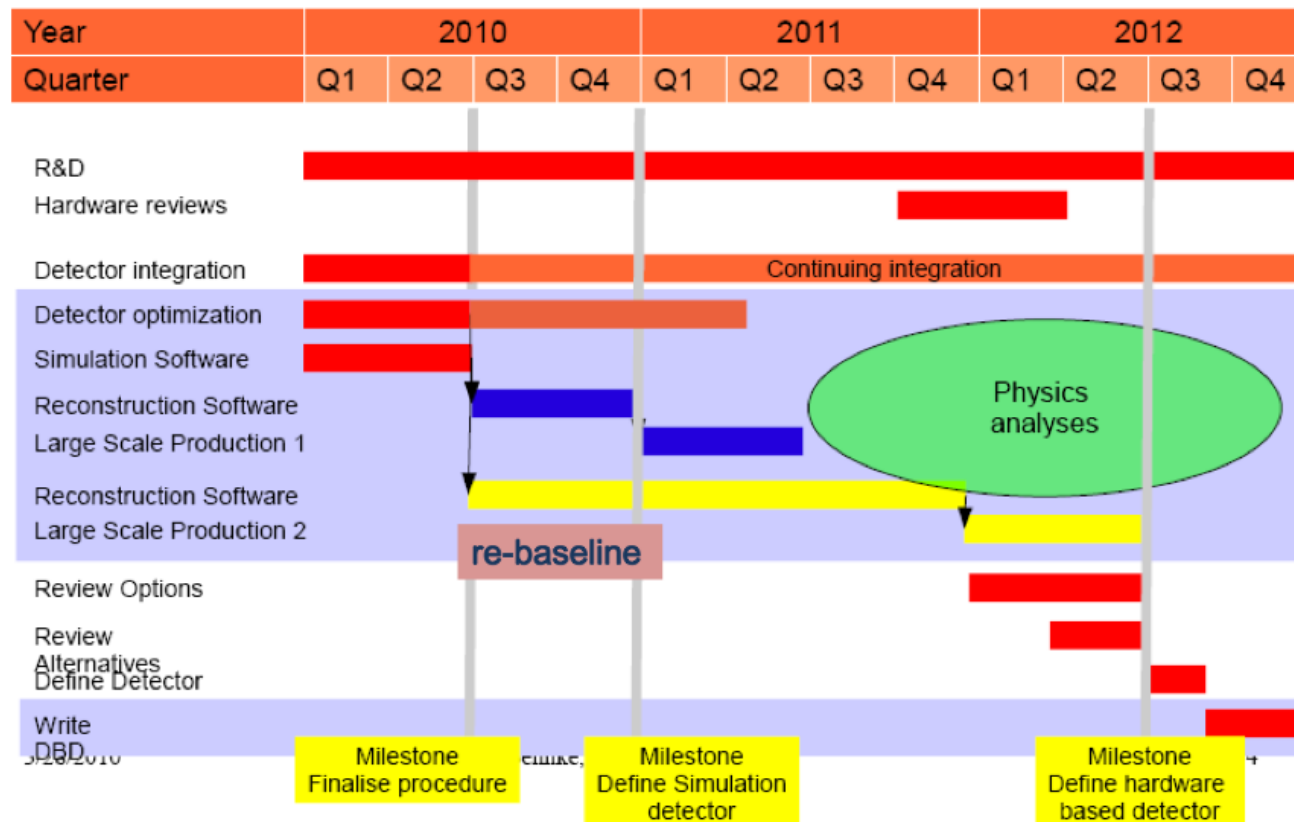 Year 2010 2011 2012
Quarter Q1 Q2 Q3 Q4 Q1 Q2 Q3 Q4 Q1 Q2 Q3 Q4
R&D
Hardware reviews
Detector integration Continuing integration
Detector optimization
Simulation Software
Reconstruction Software
Large Scale Production 1
Physics
analyses
Reconstruction Software
Large Scale Production 2
re-baseline
Review Options
Review
Alternatives
Define Detector
Write
DBD
Milestone
Finalise procedure
Milestone
Define Simulation
detector
Milestone
Define hardware
based detector